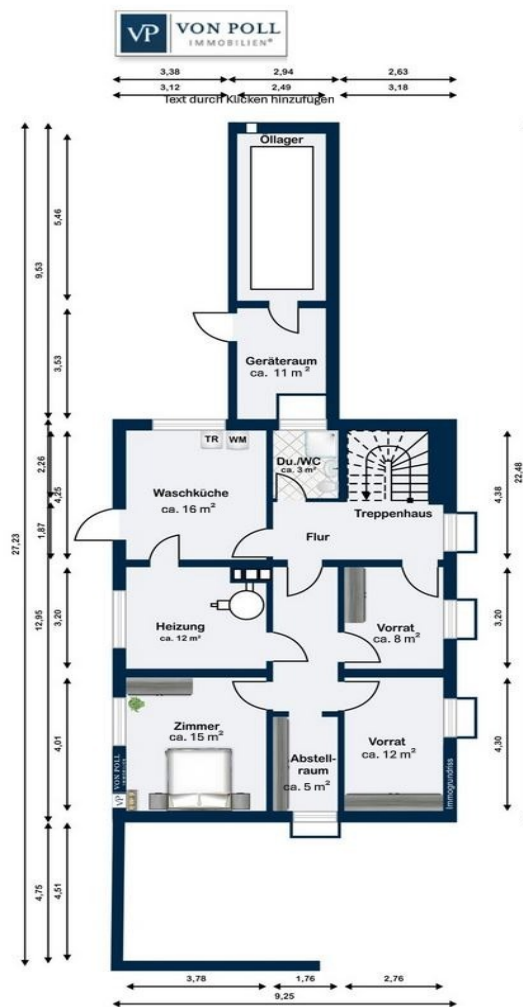 VP VON POLL
IMMOBILIEN®
3,38 2,94 2,63
3,12 2,49 3,18
Text durch Klicken hinzufügen
Öllager
5,46
9,53
3,53
Geräteraum
ca. 11 m²
TR WM
Du./WC
ca. 3 m²
2,26
4,25
Waschküche
ca. 16 m²
Treppenhaus
4,38
22,48
1,87
Flur
27,23
12,95
3,20
Heizung
ca. 12 m²
Vorrat
ca. 8 m²
3,20
4,01
Zimmer
ca. 15 m²
Abstell-
raum
ca. 5 m²
Vorrat
ca. 12 m²
4,30
VP VON POLL
Immogrundriss
4,75
4,51
3,78 1,76 2,76
9,25